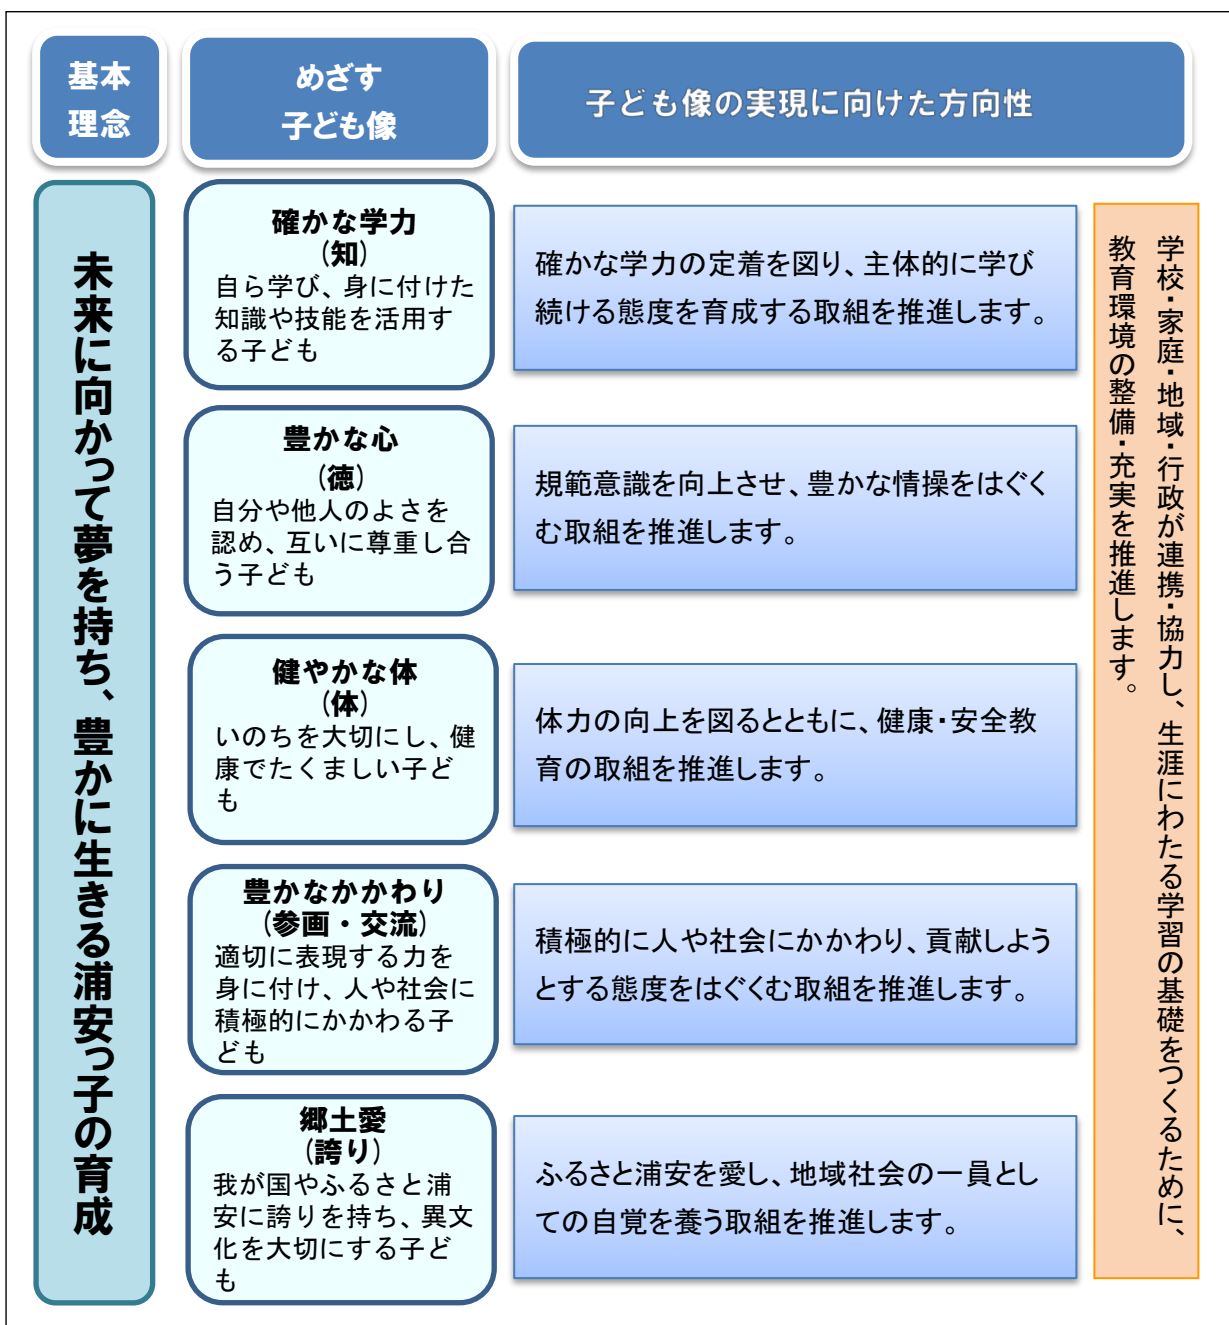 基本
理念
めざす
子ども像
子ども像の実現に向けた方向性
未来に向かって夢を持ち、豊かに生きる浦安っ子の育成
確かな学力
(知)
自ら学び、身に付けた
知識や技能を活用す
る子ども
確かな学力の定着を図り、主体的に学び
続ける態度を育成する取組を推進します。
豊かな心
(徳)
自分や他人のよさを
認め、互いに尊重し合
う子ども
規範意識を向上させ、豊かな情操をはぐく
む取組を推進します。
健やかな体
(体)
いのちを大切にし、健
康でたくましい子ど
も
体力の向上を図るとともに、健康・安全教
育の取組を推進します。
豊かなかかわり
(参画・交流)
適切に表現する力を
身に付け、人や社会に
積極的にかかわる子
ども
積極的に人や社会にかかわり、貢献しよう
とする態度をはぐくむ取組を推進します。
郷土愛
(誇り)
我が国やふるさと浦
安に誇りを持ち、異文
化を大切にする子ど
も
ふるさと浦安を愛し、地域社会の一員とし
ての自覚を養う取組を推進します。
学校・家庭・地域・行政が連携・協力し、生涯にわたる学習の基礎をつくるために、
教育環境の整備・充実を推進します。